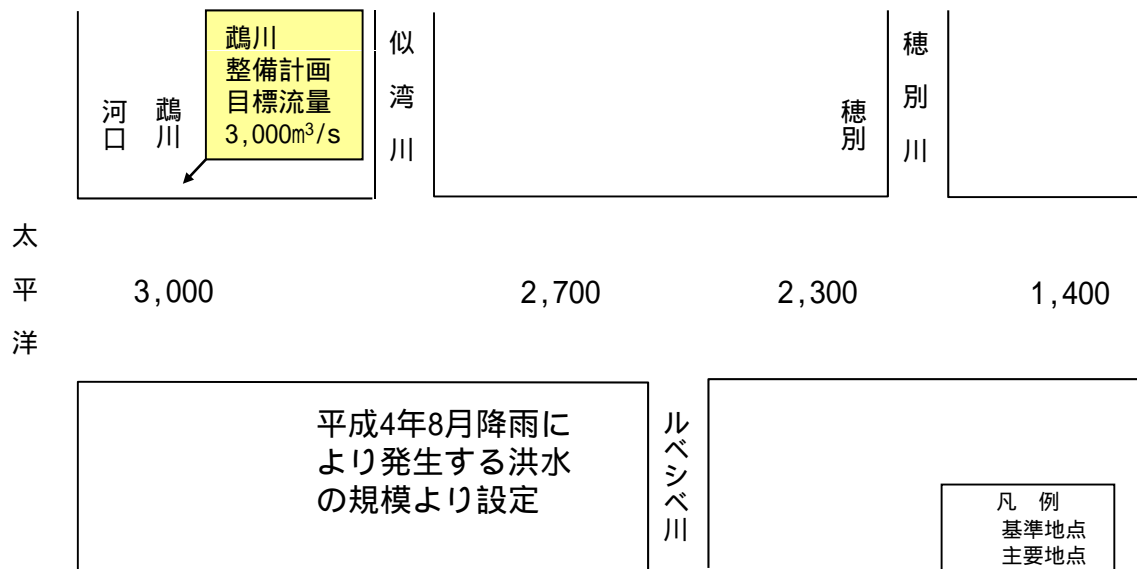 河口
鵡川
鵡川
整備計画
目標流量
3,000m³/s
似湾川
穂別
穂別川
太平洋
3,000
2,700
2,300
1,400
平成4年8月降雨に
より発生する洪水
の規模より設定
ルベシベ川
凡 例
基準地点
主要地点